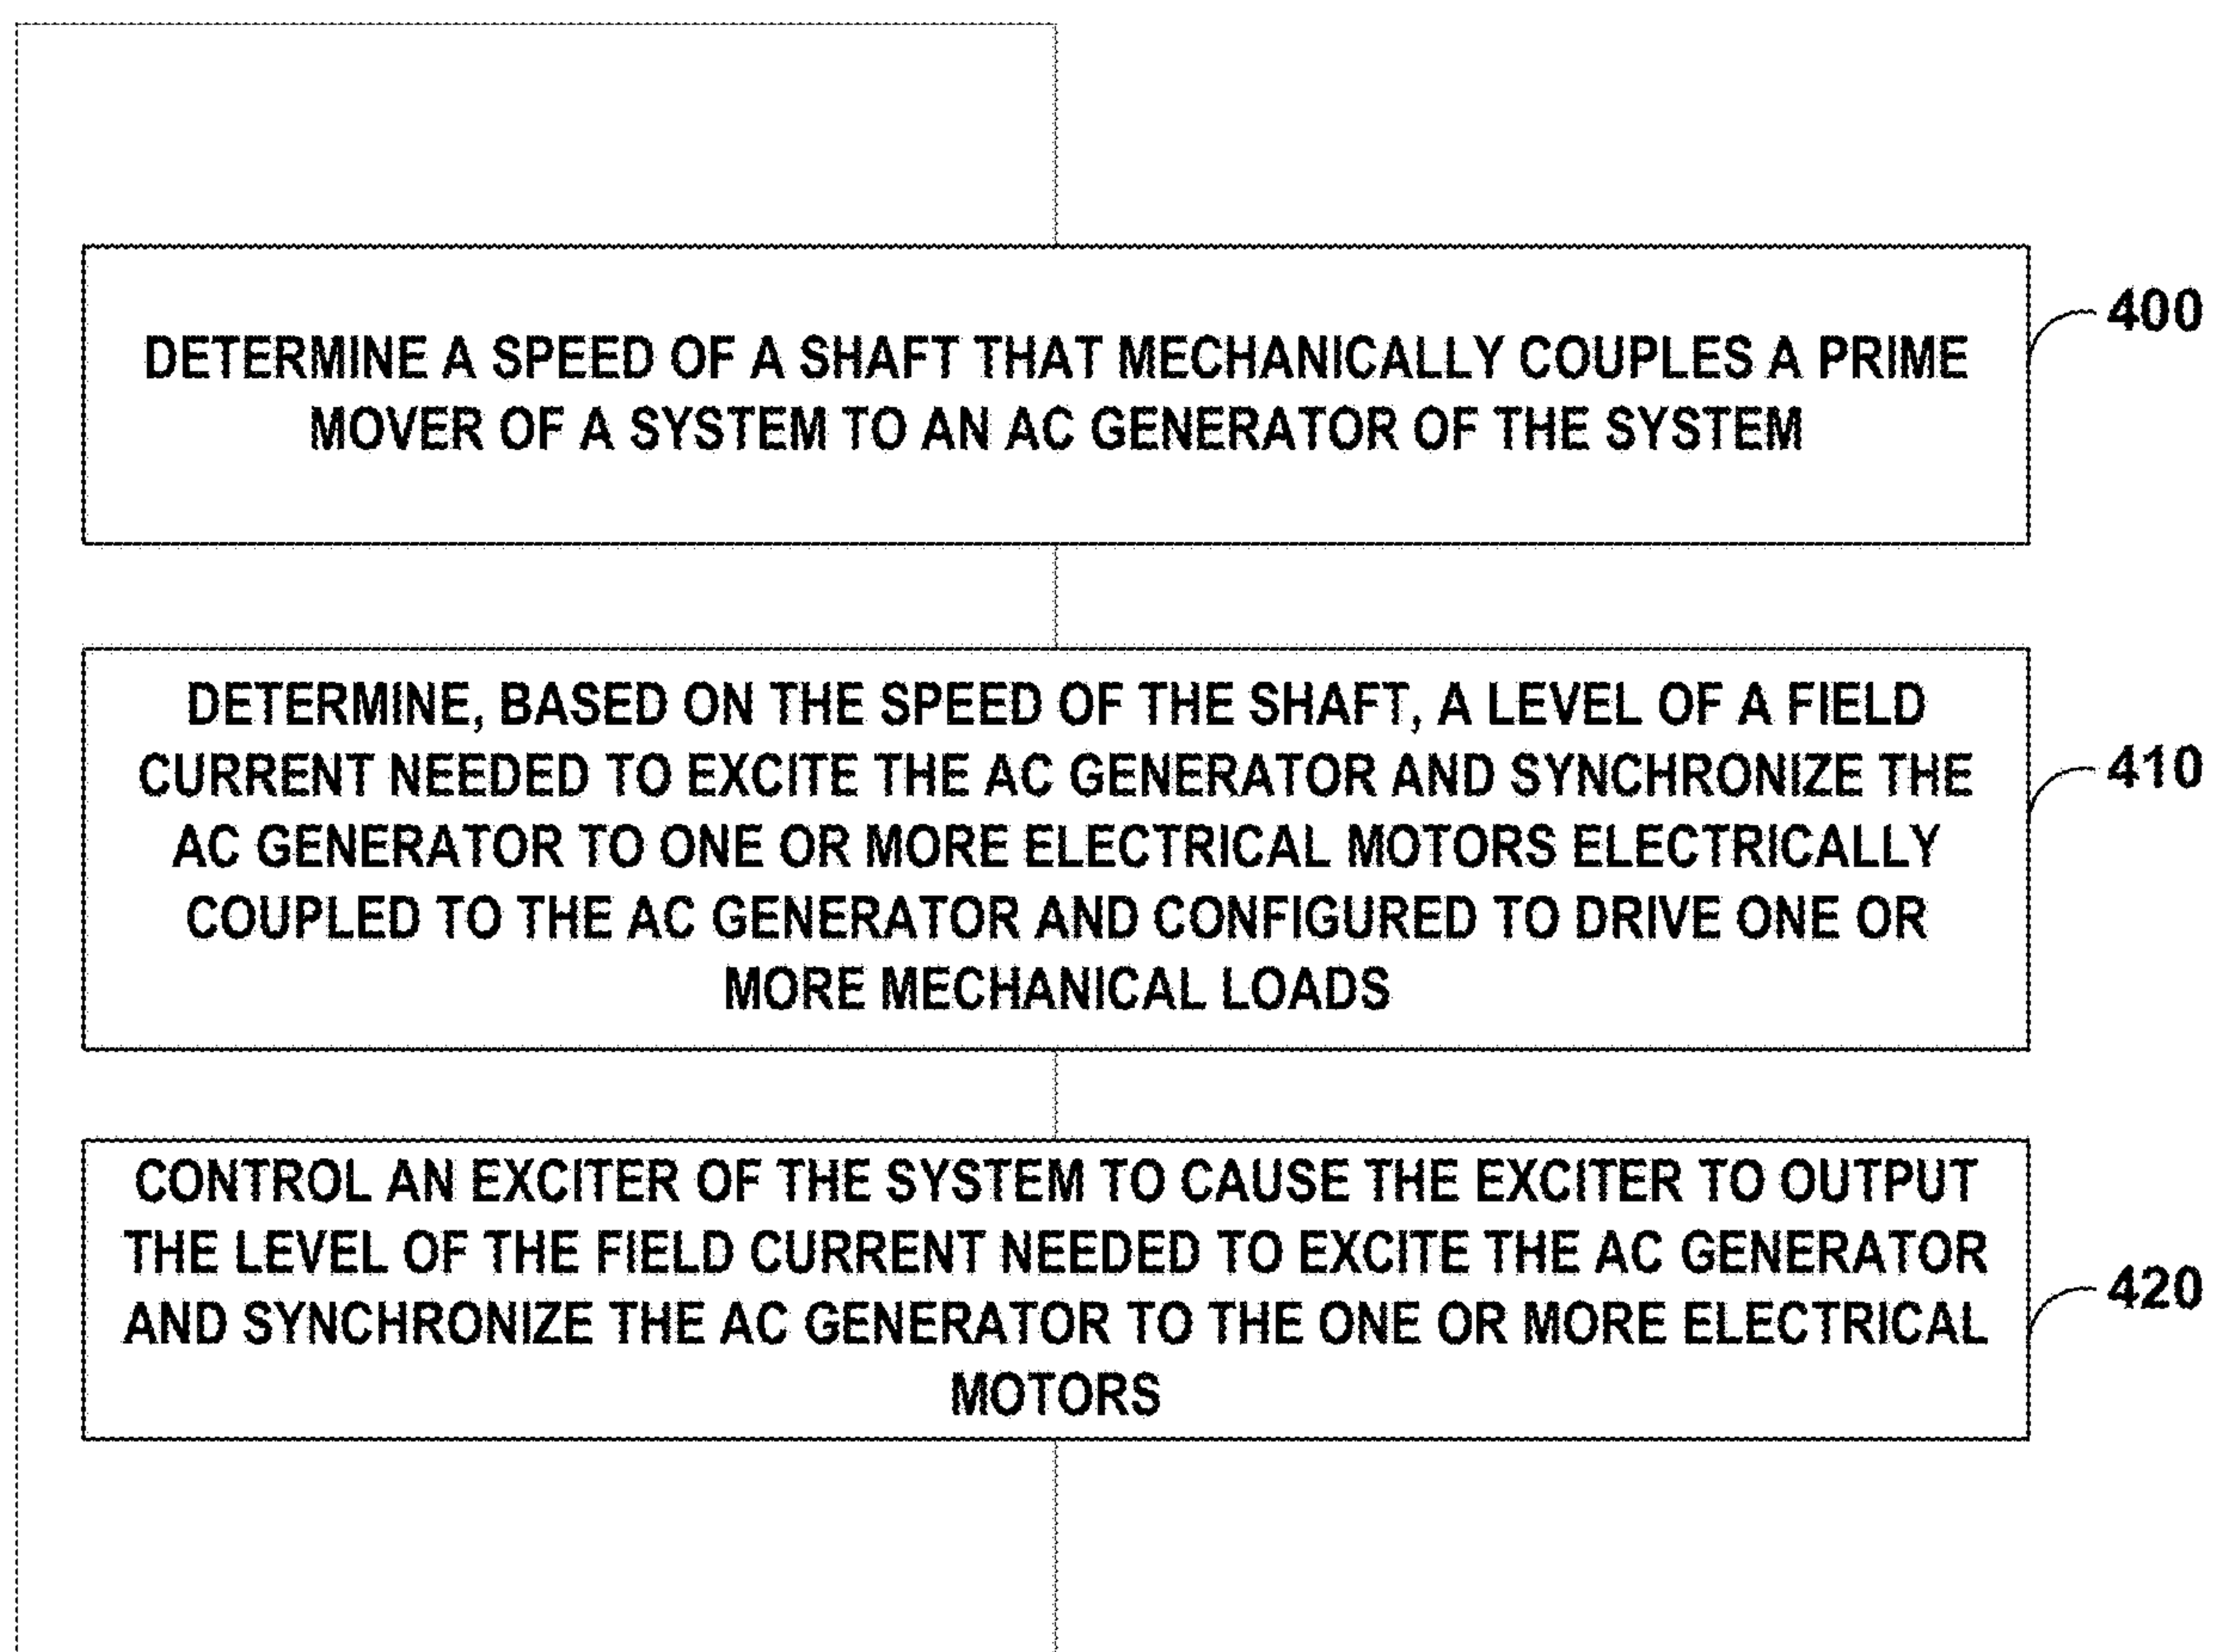 DETERMINE A SPEED OF A SHAFT THAT MECHANICALLY COUPLES A PRIME
MOVER OF A SYSTEM TO AN AC GENERATOR OF THE SYSTEM
400
DETERMINE, BASED ON THE SPEED OF THE SHAFT, A LEVEL OF A FIELD
CURRENT NEEDED TO EXCITE THE AC GENERATOR AND SYNCHRONIZE THE
AC GENERATOR TO ONE OR MORE ELECTRICAL MOTORS ELECTRICALLY
COUPLED TO THE AC GENERATOR AND CONFIGURED TO DRIVE ONE OR
MORE MECHANICAL LOADS
410
CONTROL AN EXCITER OF THE SYSTEM TO CAUSE THE EXCITER TO OUTPUT
THE LEVEL OF THE FIELD CURRENT NEEDED TO EXCITE THE AC GENERATOR
AND SYNCHRONIZE THE AC GENERATOR TO THE ONE OR MORE ELECTRICAL
MOTORS
420